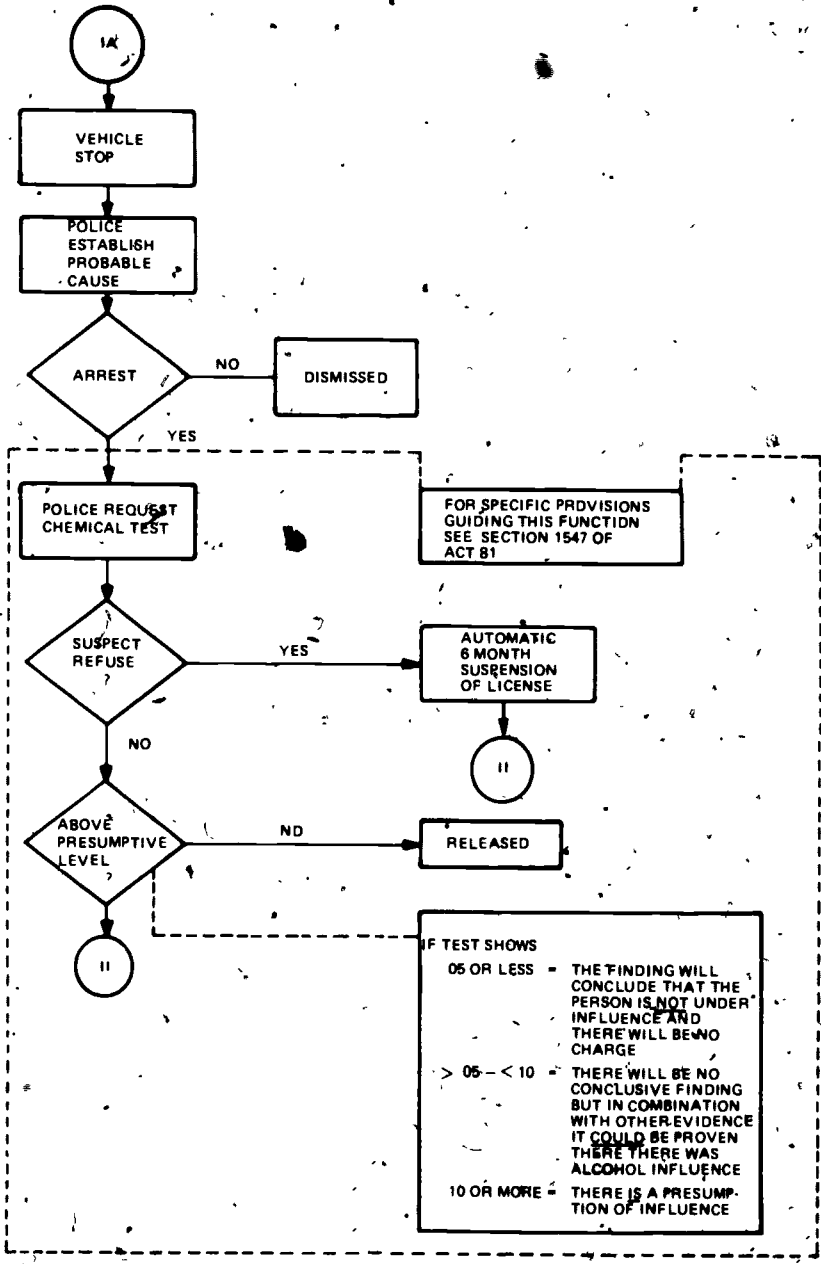 IA
VEHICLE
STOP
POLICE
ESTABLISH
PROBABLE
CAUSE
ARREST
NO
DISMISSED
YES
POLICE REQUEST
CHEMICAL TEST
FOR SPECIFIC PROVISIONS
GUIDING THIS FUNCTION
SEE SECTION 1547 OF
ACT 81
SUSPECT
REFUSE
?
YES
AUTOMATIC
6 MONTH
SUSPENSION
OF LICENSE
II
NO
ABOVE
PRESUMPTIVE
LEVEL
?
NO
RELEASED
II
IF TEST SHOWS
05 OR LESS = THE FINDING WILL
CONCLUDE THAT THE
PERSON IS NOT UNDER
INFLUENCE AND
THERE WILL BE NO
CHARGE
> 05 - < 10 = THERE WILL BE NO
CONCLUSIVE FINDING
BUT IN COMBINATION
WITH OTHER EVIDENCE
IT COULD BE PROVEN
THERE THERE WAS
ALCOHOL INFLUENCE
10 OR MORE = THERE IS A PRESUMP-
TION OF INFLUENCE